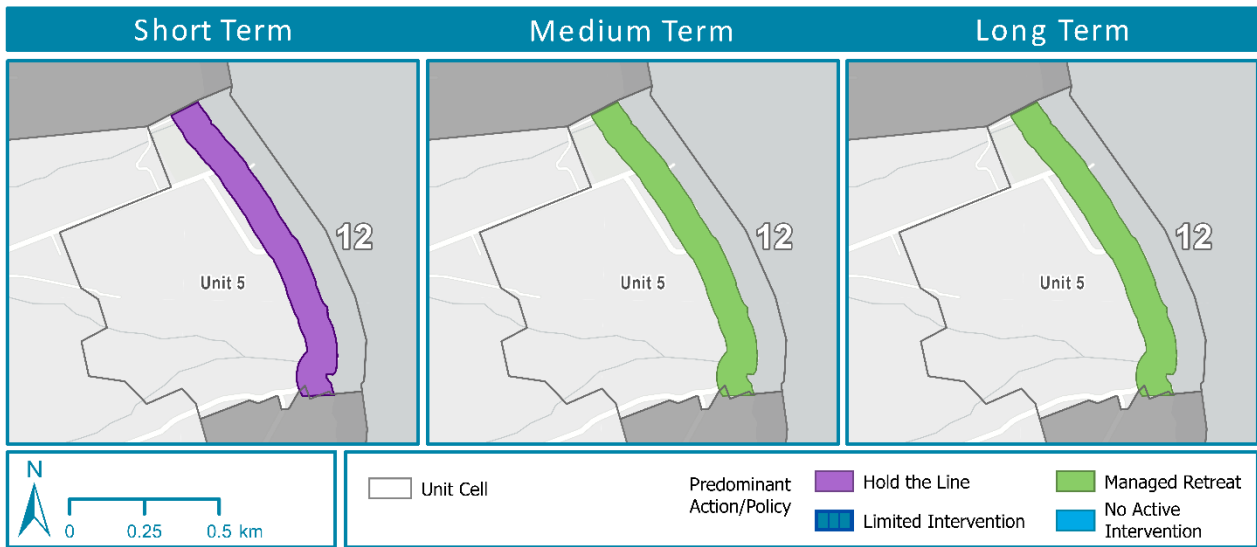 Short Term
Medium Term
Long Term
12
Unit 5
12
Unit 5
12
Unit 5
N
0 0.25 0.5 km
Unit Cell
Predominant
Action/Policy
Hold the Line
Limited Intervention
Managed Retreat
No Active
Intervention